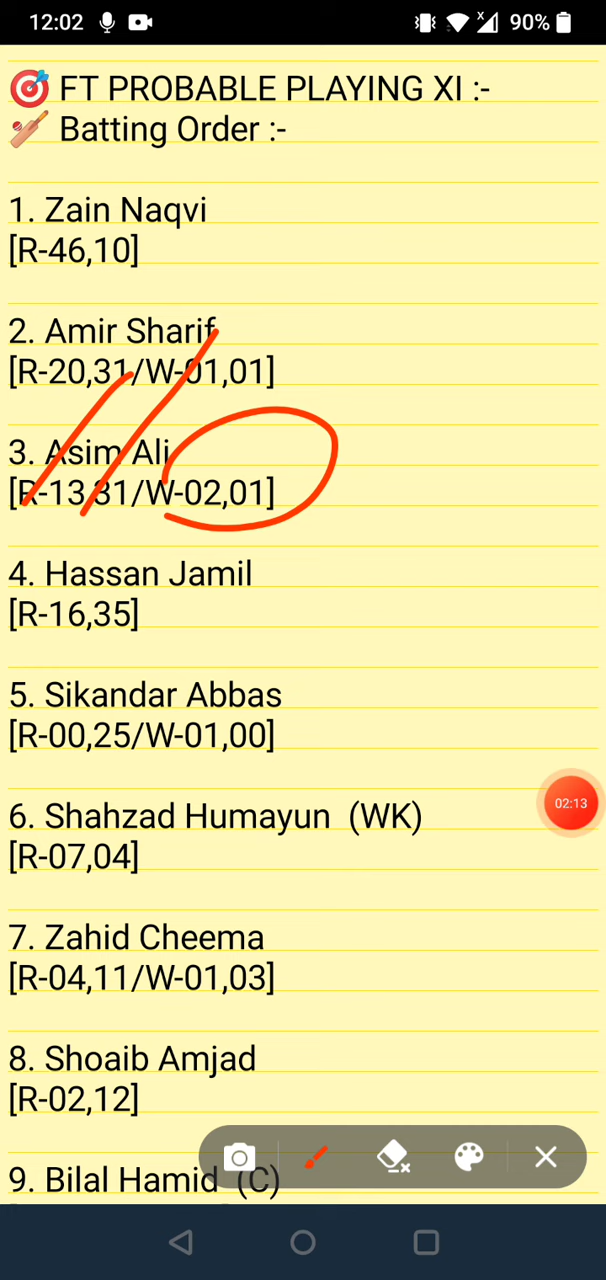 12:02
90%
FT PROBABLE PLAYING XI :-
Batting Order :-
1. Zain Naqvi
[R-46,10]
2. Amir Sharif
[R-20,31/W-01,01]
3. Asim Ali
[R-13,31/W-02,01]
4. Hassan Jamil
[R-16,35]
5. Sikandar Abbas
[R-00,25/W-01,00]
02:13
6. Shahzad Humayun (WK)
[R-07,04]
7. Zahid Cheema
[R-04,11/W-01,03]
8. Shoaib Amjad
[R-02,12]
9. Bilal Hamid (C)